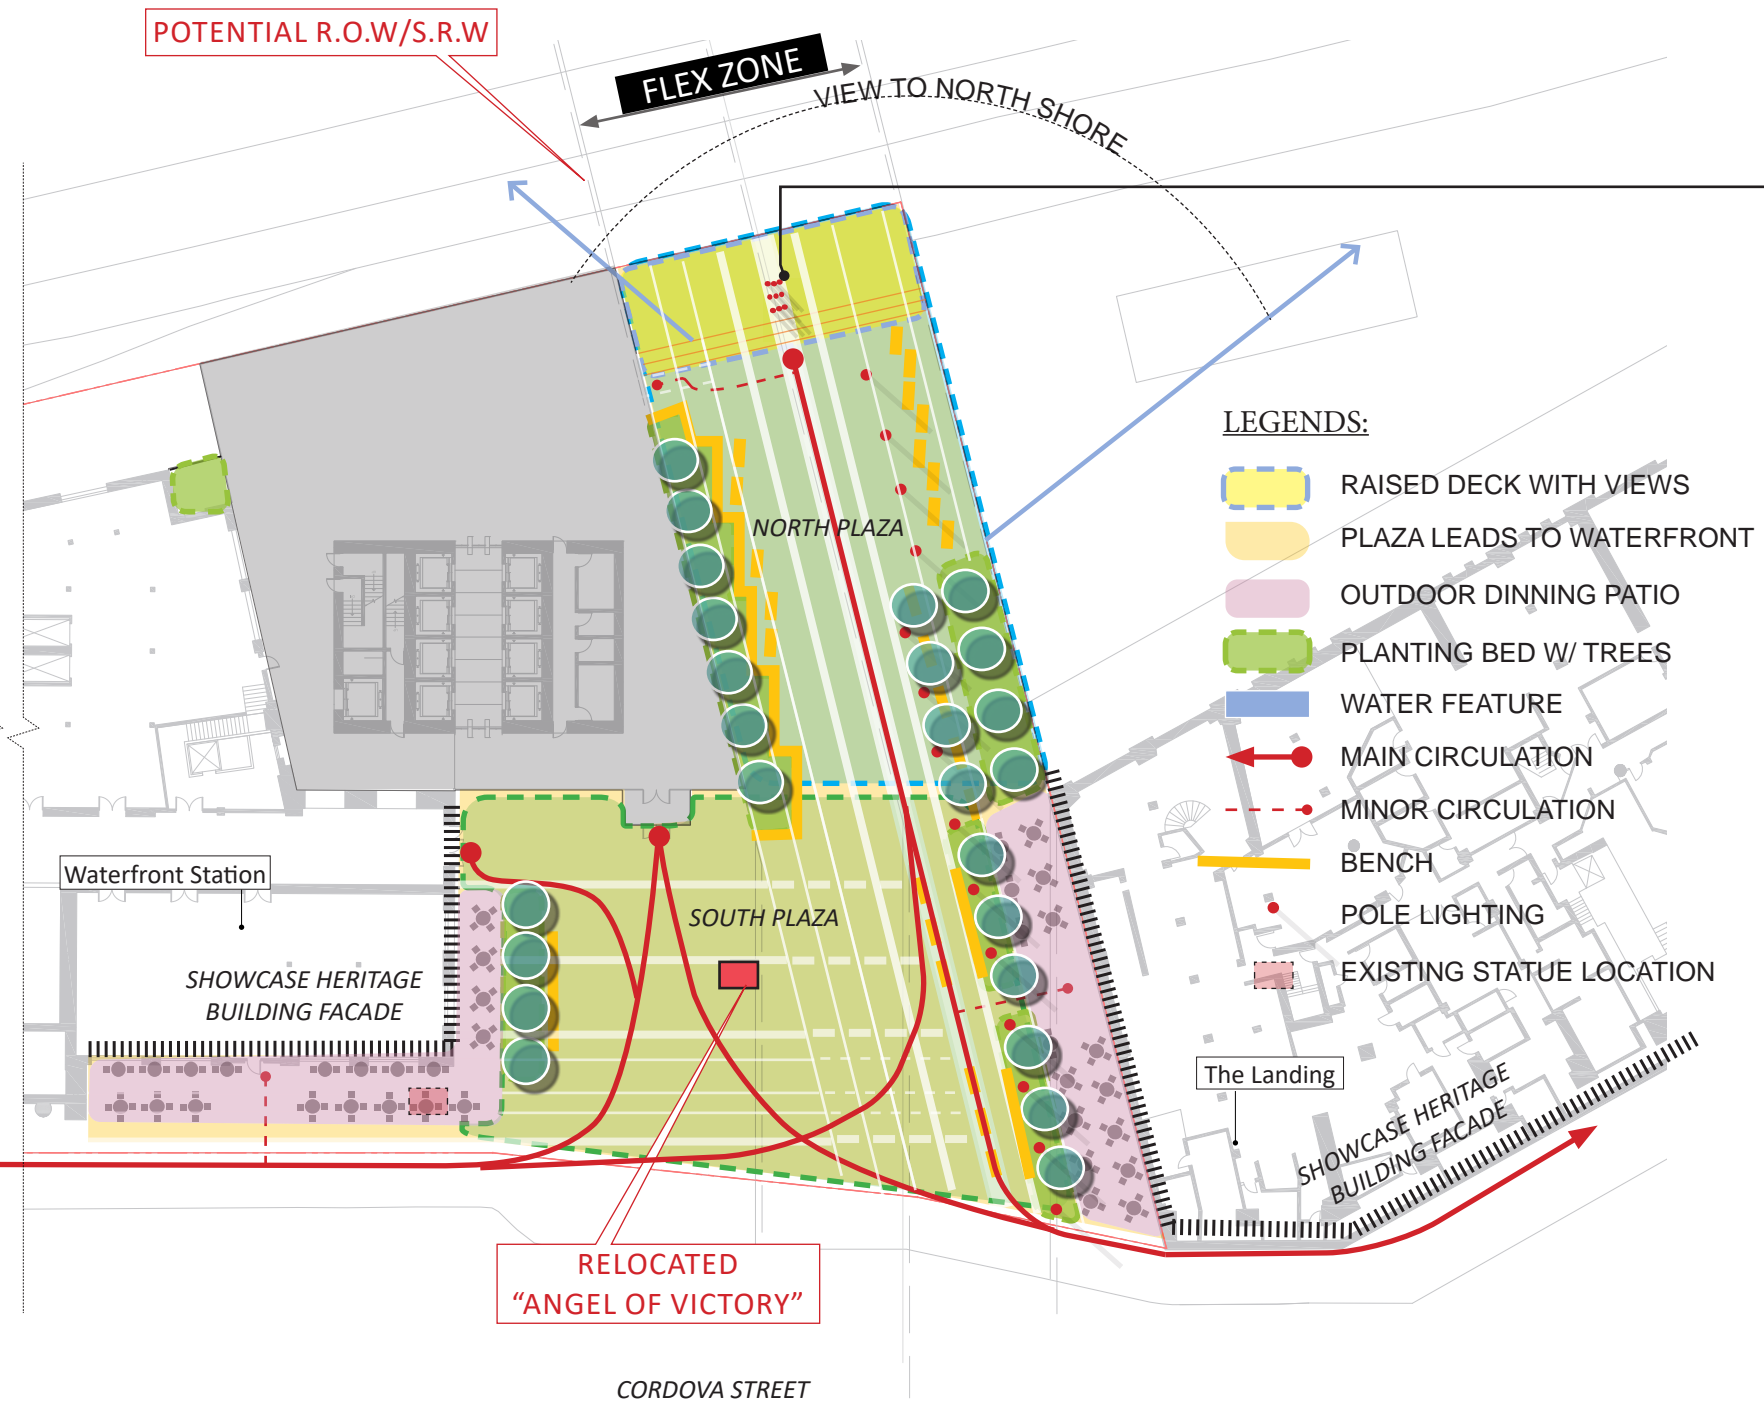 POTENTIAL R.O.W/S.R.W
FLEX ZONE
VIEW TO NORTH SHORE
LEGENDS:
RAISED DECK WITH VIEWS
PLAZA LEADS TO WATERFRONT
OUTDOOR DINNING PATIO
PLANTING BED W/ TREES
WATER FEATURE
MAIN CIRCULATION
MINOR CIRCULATION
BENCH
POLE LIGHTING
EXISTING STATUE LOCATION
NORTH PLAZA
Waterfront Station
SOUTH PLAZA
SHOWCASE HERITAGE
BUILDING FACADE
The Landing
SHOWCASE HERITAGE
BUILDING FACADE
RELOCATED
“ANGEL OF VICTORY”
CORDOVA STREET